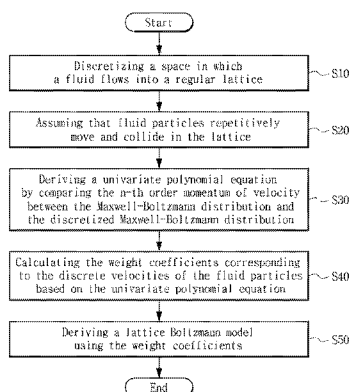 Start
Discretizing a space in which
a fluid flows into a regular lattice
S10
Assuming that fluid particles repetitively
move and collide in the lattice
S20
Deriving a univariate polynomial equation
by comparing the n-th order momentum of velocity
between the Maxwell-Boltzmann distribution and
the discretized Maxwell-Boltzmann distribution
S30
Calculating the weight coefficients corresponding
to the discrete velocities of the fluid particles
based on the univariate polynomial equation
S40
Deriving a lattice Boltzmann model
using the weight coefficients
S50
End